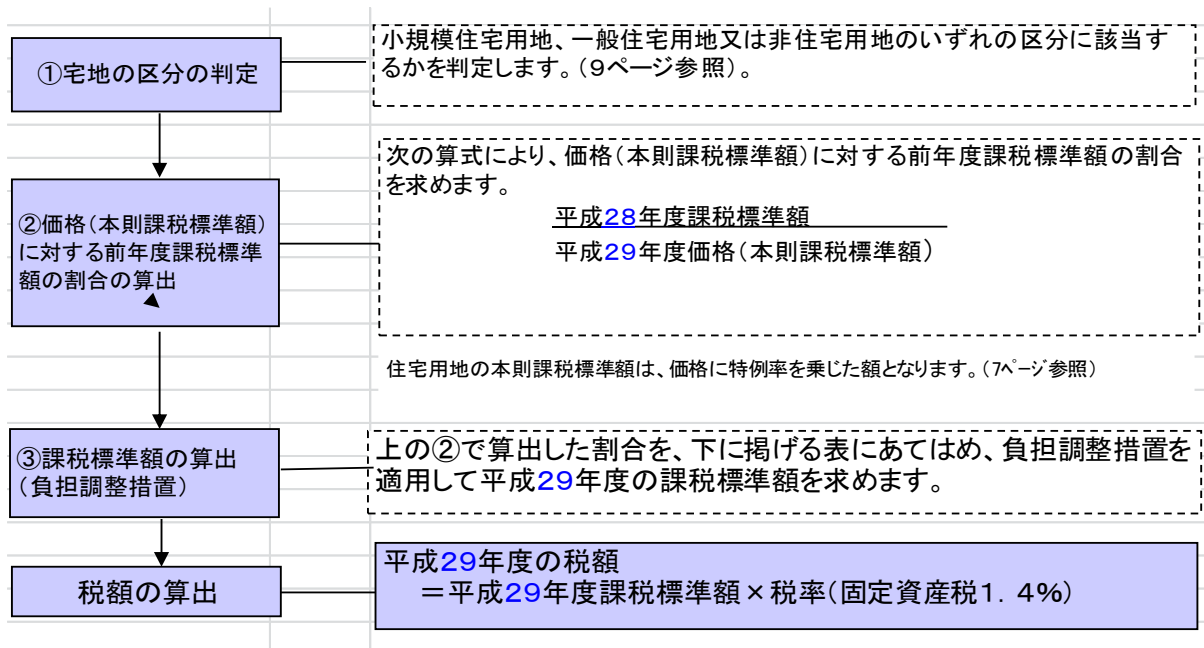 ①宅地の区分の判定
小規模住宅用地、一般住宅用地又は非住宅用地のいずれの区分に該当す
るかを判定します。(9ページ参照)。
②価格(本則課税標準額)
に対する前年度課税標準
額の割合の算出
次の算式により、価格(本則課税標準額)に対する前年度課税標準額の割合
を求めます。
平成28年度課税標準額
平成29年度価格(本則課税標準額)
住宅用地の本則課税標準額は、価格に特例率を乗じた額となります。(7ページ参照)
③課税標準額の算出
(負担調整措置)
上の②で算出した割合を、下に掲げる表にあてはめ、負担調整措置を
適用して平成29年度の課税標準額を求めます。
税額の算出
平成29年度の税額
=平成29年度課税標準額×税率(固定資産税1.4%)